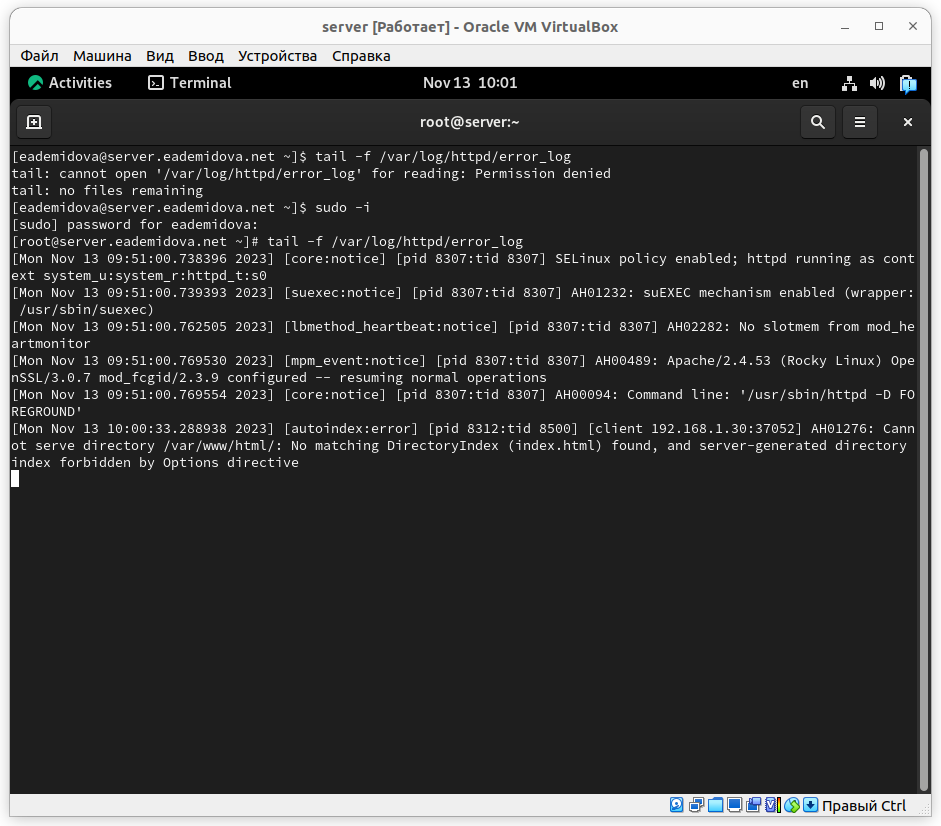 server [Работает] - Oracle VM VirtualBox
Файл Машина Вид Ввод Устройства Справка
Activities Terminal Nov 13 10:01 en
root@server:~
[eademidova@server.eademidova.net ~]$ tail -f /var/log/httpd/error_log
tail: cannot open '/var/log/httpd/error_log' for reading: Permission denied
tail: no files remaining
[eademidova@server.eademidova.net ~]$ sudo -i
[sudo] password for eademidova:
[root@server.eademidova.net ~]# tail -f /var/log/httpd/error_log
[Mon Nov 13 09:51:00.738396 2023] [core:notice] [pid 8307:tid 8307] SELinux policy enabled; httpd running as cont
ext system_u:system_r:httpd_t:s0
[Mon Nov 13 09:51:00.739393 2023] [suexec:notice] [pid 8307:tid 8307] AH01232: suEXEC mechanism enabled (wrapper:
 /usr/sbin/suexec)
[Mon Nov 13 09:51:00.762505 2023] [lbmethod_heartbeat:notice] [pid 8307:tid 8307] AH02282: No slotmem from mod_he
artmonitor
[Mon Nov 13 09:51:00.769530 2023] [mpm_event:notice] [pid 8307:tid 8307] AH00489: Apache/2.4.53 (Rocky Linux) Ope
nSSL/3.0.7 mod_fcgid/2.3.9 configured -- resuming normal operations
[Mon Nov 13 09:51:00.769554 2023] [core:notice] [pid 8307:tid 8307] AH00094: Command line: '/usr/sbin/httpd -D FO
REGROUND'
[Mon Nov 13 10:00:33.288938 2023] [autoindex:error] [pid 8312:tid 8500] [client 192.168.1.30:37052] AH01276: Cann
ot serve directory /var/www/html/: No matching DirectoryIndex (index.html) found, and server-generated directory
index forbidden by Options directive
Правый Ctrl